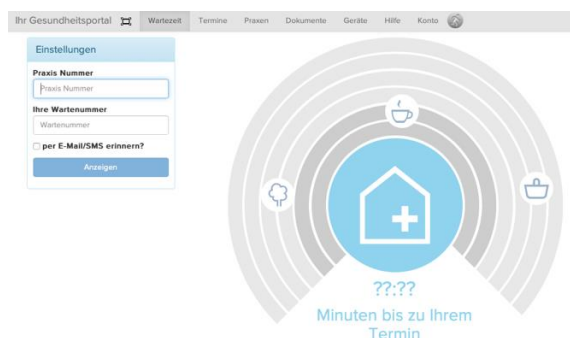 Ihr Gesundheitsportal Wartezeit Termine Praxen Dokumente Geräte Hilfe Konto
Einstellungen
Praxis Nummer
Praxis Nummer
Ihre Wartenummer
Wartenummer
per E-Mail/SMS erinnern?
Anzeigen
??:??
Minuten bis zu Ihrem
Termin